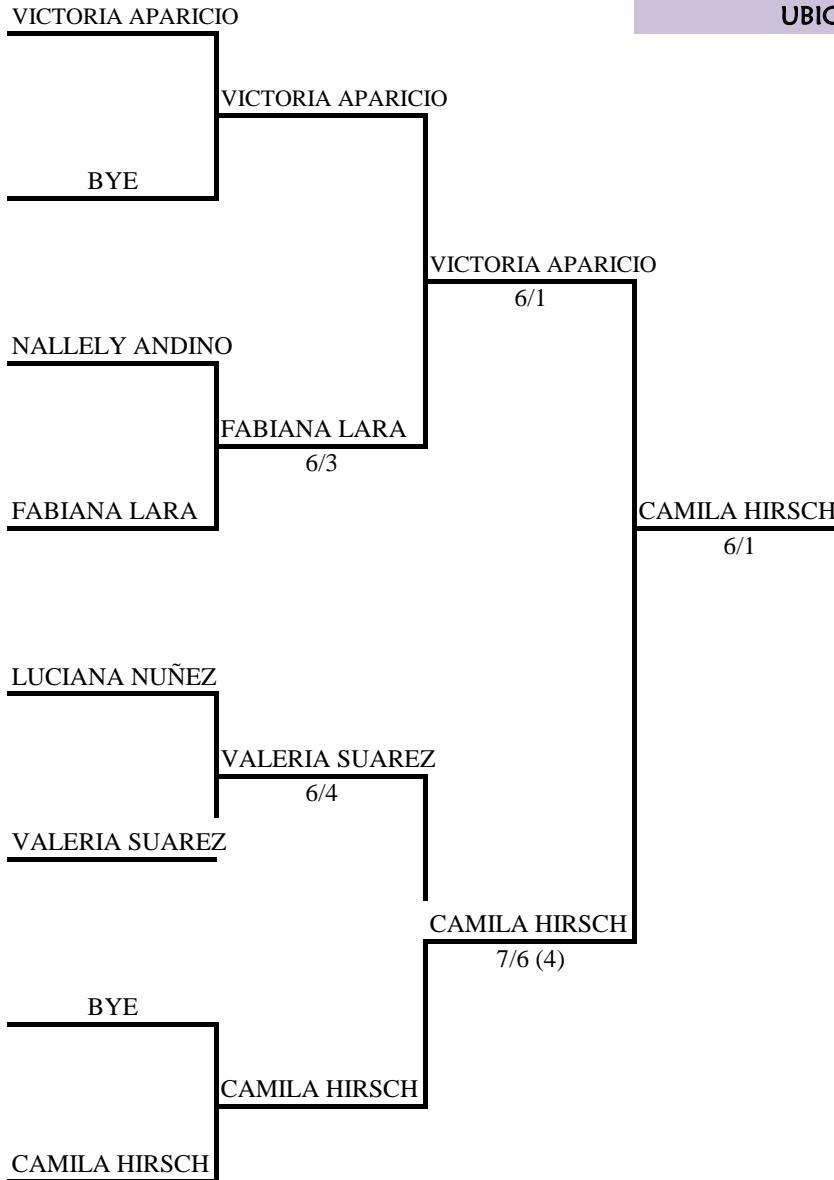 VICTORIA APARICIO
UBIC
VICTORIA APARICIO
BYE
VICTORIA APARICIO
6/1
NALLELY ANDINO
FABIANA LARA
6/3
FABIANA LARA
CAMILA HIRSCH
6/1
LUCIANA NUÑEZ
VALERIA SUAREZ
6/4
VALERIA SUAREZ
CAMILA HIRSCH
7/6 (4)
BYE
CAMILA HIRSCH
CAMILA HIRSCH